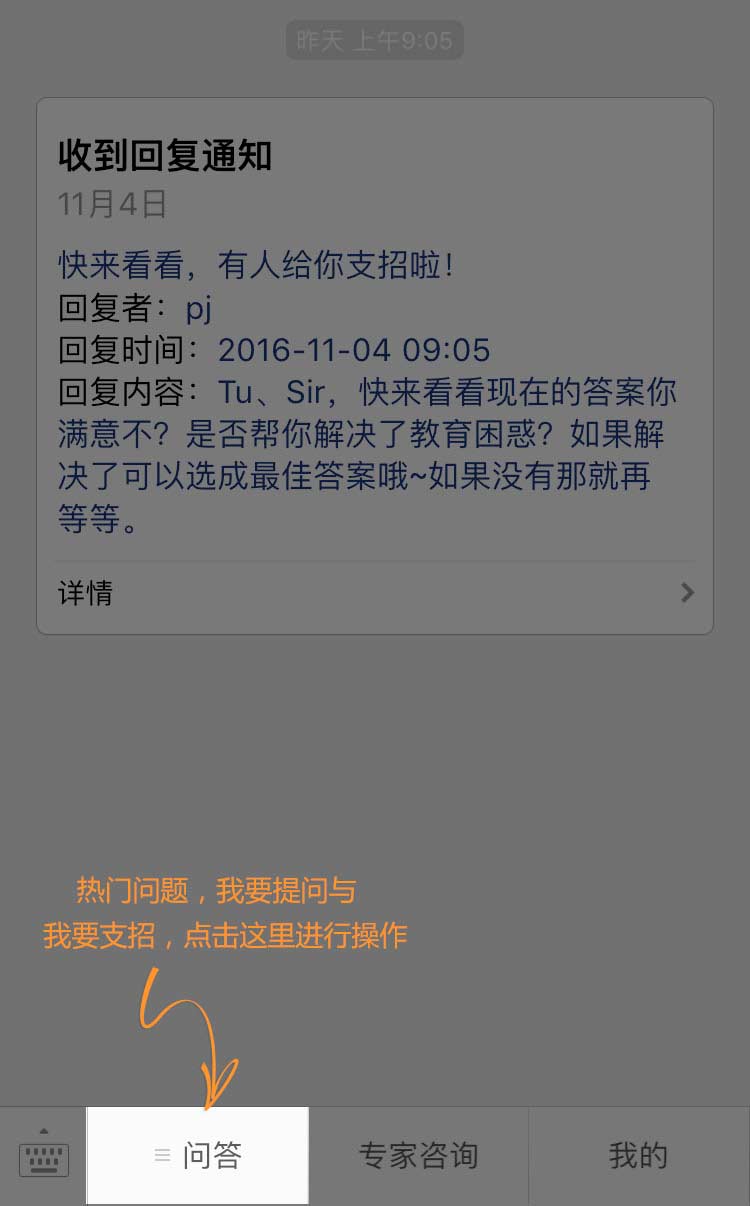 昨天 上午9:05
收到回复通知
11月4日
快来看看，有人给你支招啦！
回复者：pj
回复时间：2016-11-04 09:05
回复内容：Tu、Sir，快来看看现在的答案你
满意不？是否帮你解决了教育困惑？如果解
决了可以选成最佳答案哦~如果没有那就再
等等。
详情
热门问题，我要提问与
我要支招，点击这里进行操作
问答
专家咨询
我的